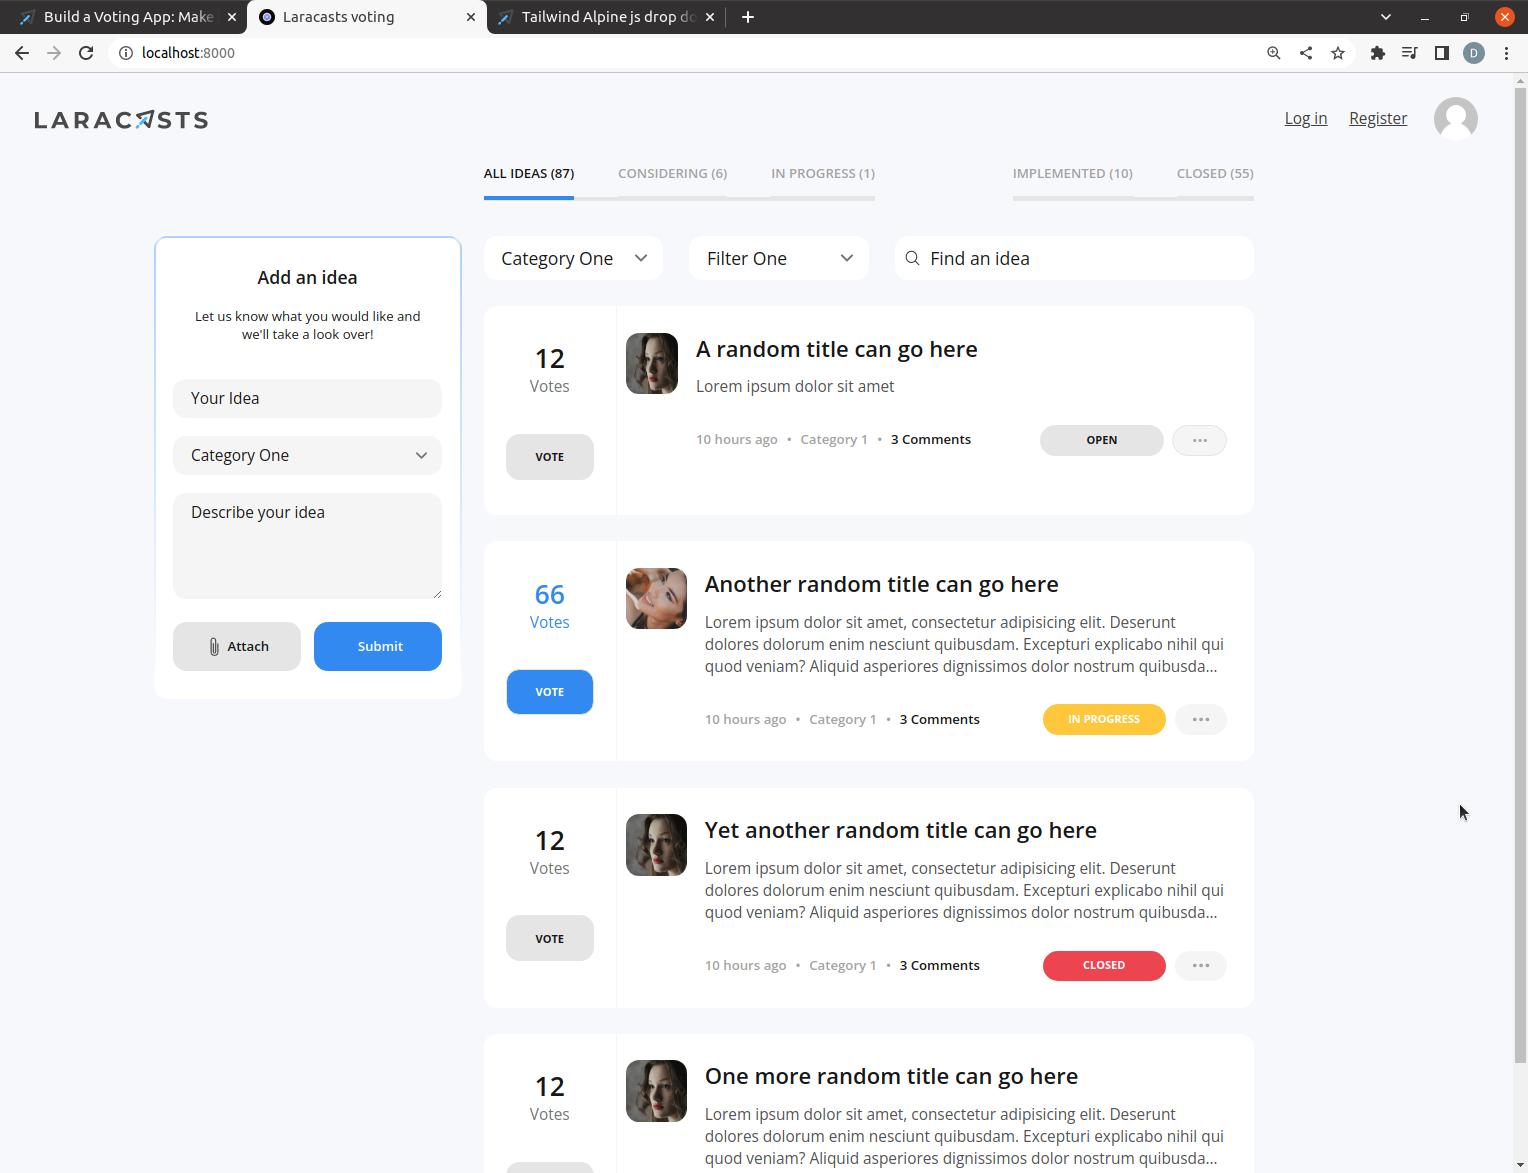 Build a Voting App: Make
Laracasts voting
Tailwind Alpine js drop do
localhost:8000
D
LARACASTS
Log in
Register
ALL IDEAS (87)
CONSIDERING (6)
IN PROGRESS (1)
IMPLEMENTED (10)
CLOSED (55)
Add an idea
Let us know what you would like and
we'll take a look over!
Your Idea
Category One
Describe your idea
Attach
Submit
Category One
Filter One
Find an idea
12
Votes
VOTE
A random title can go here
Lorem ipsum dolor sit amet
10 hours ago • Category 1 • 3 Comments
OPEN
66
Votes
VOTE
Another random title can go here
Lorem ipsum dolor sit amet, consectetur adipisicing elit. Deserunt
dolores dolorum enim nesciunt quibusdam. Excepturi explicabo nihil qui
quod veniam? Aliquid asperiores dignissimos dolor nostrum quibusda...
10 hours ago • Category 1 • 3 Comments
IN PROGRESS
12
Votes
VOTE
Yet another random title can go here
Lorem ipsum dolor sit amet, consectetur adipisicing elit. Deserunt
dolores dolorum enim nesciunt quibusdam. Excepturi explicabo nihil qui
quod veniam? Aliquid asperiores dignissimos dolor nostrum quibusda...
10 hours ago • Category 1 • 3 Comments
CLOSED
12
Votes
One more random title can go here
Lorem ipsum dolor sit amet, consectetur adipisicing elit. Deserunt
dolores dolorum enim nesciunt quibusdam. Excepturi explicabo nihil qui
quod veniam? Aliquid asperiores dignissimos dolor nostrum quibusda...